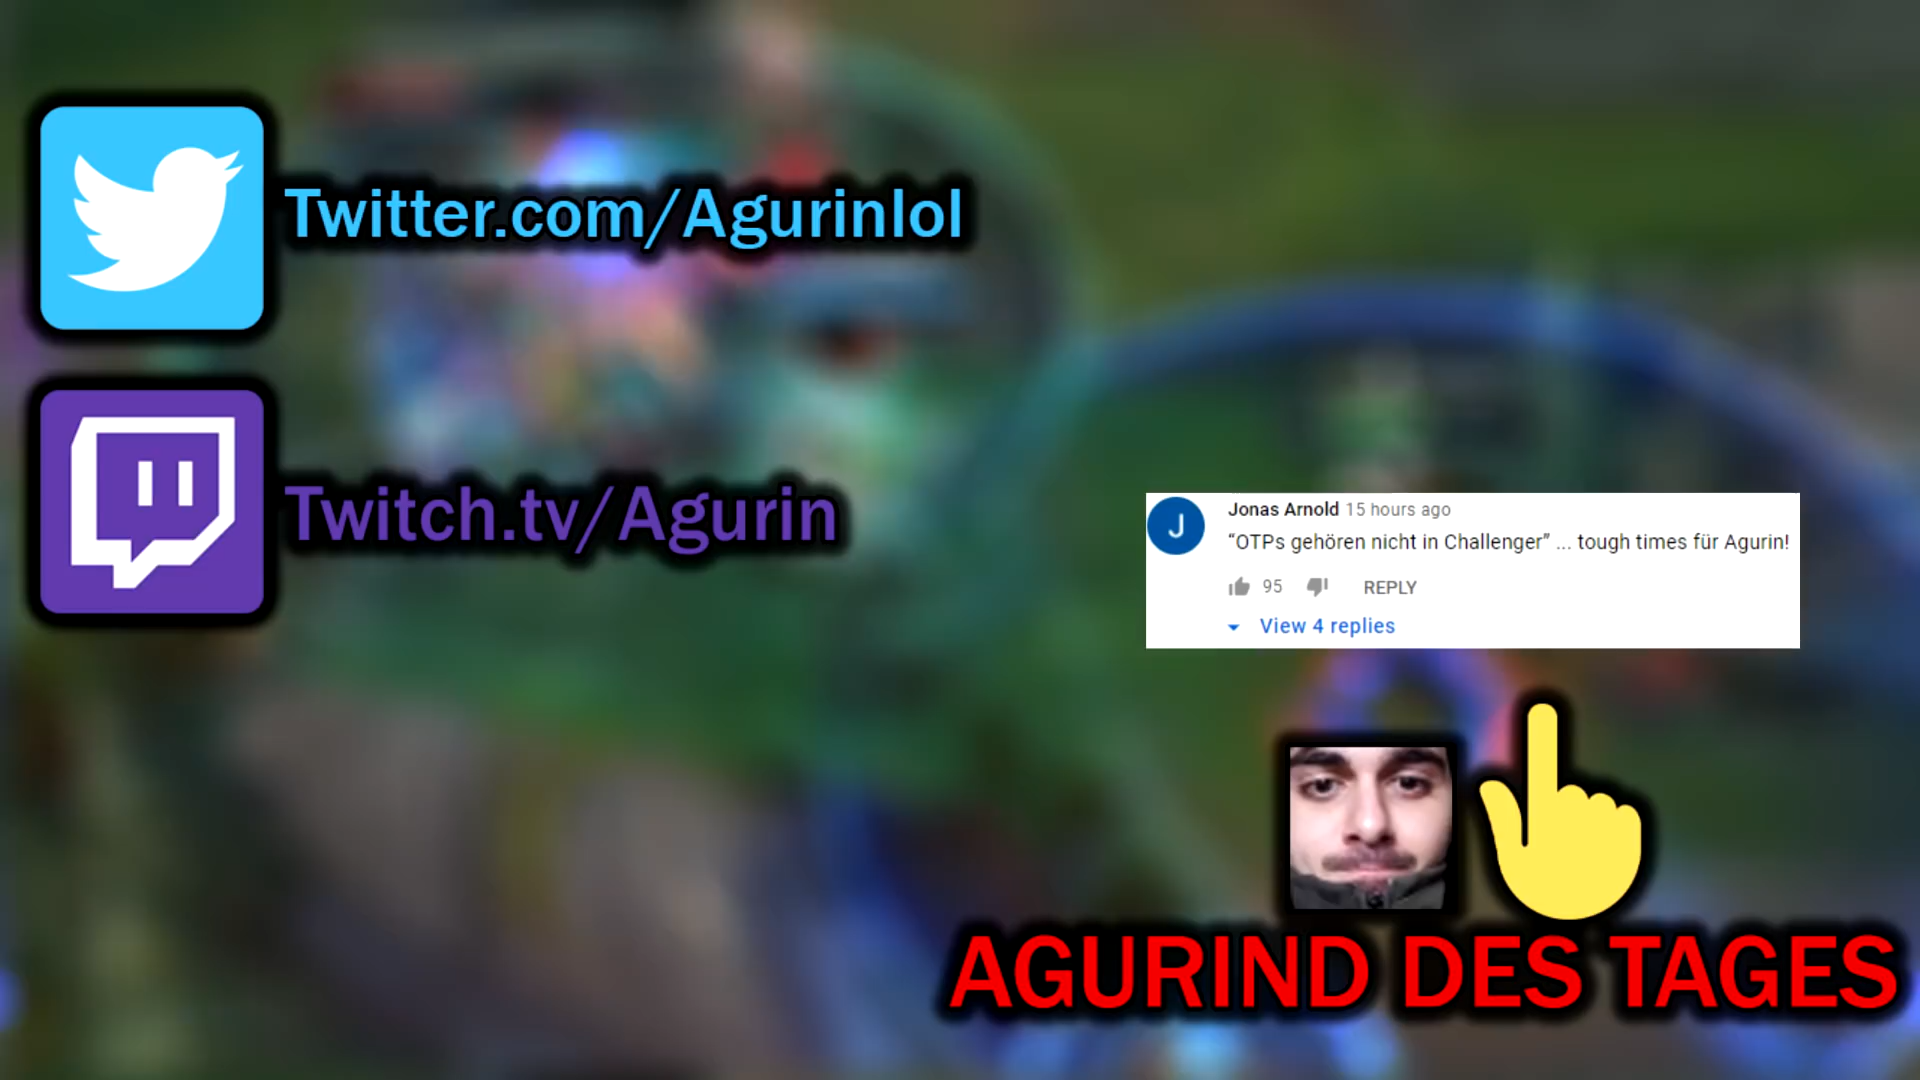 Twitter.com/Agurinlol
Twitch.tv/Agurin
J
Jonas Arnold 15 hours ago
“OTPs gehören nicht in Challenger” ... tough times für Agurin!
95 REPLY
View 4 replies
AGURIND DES TAGES